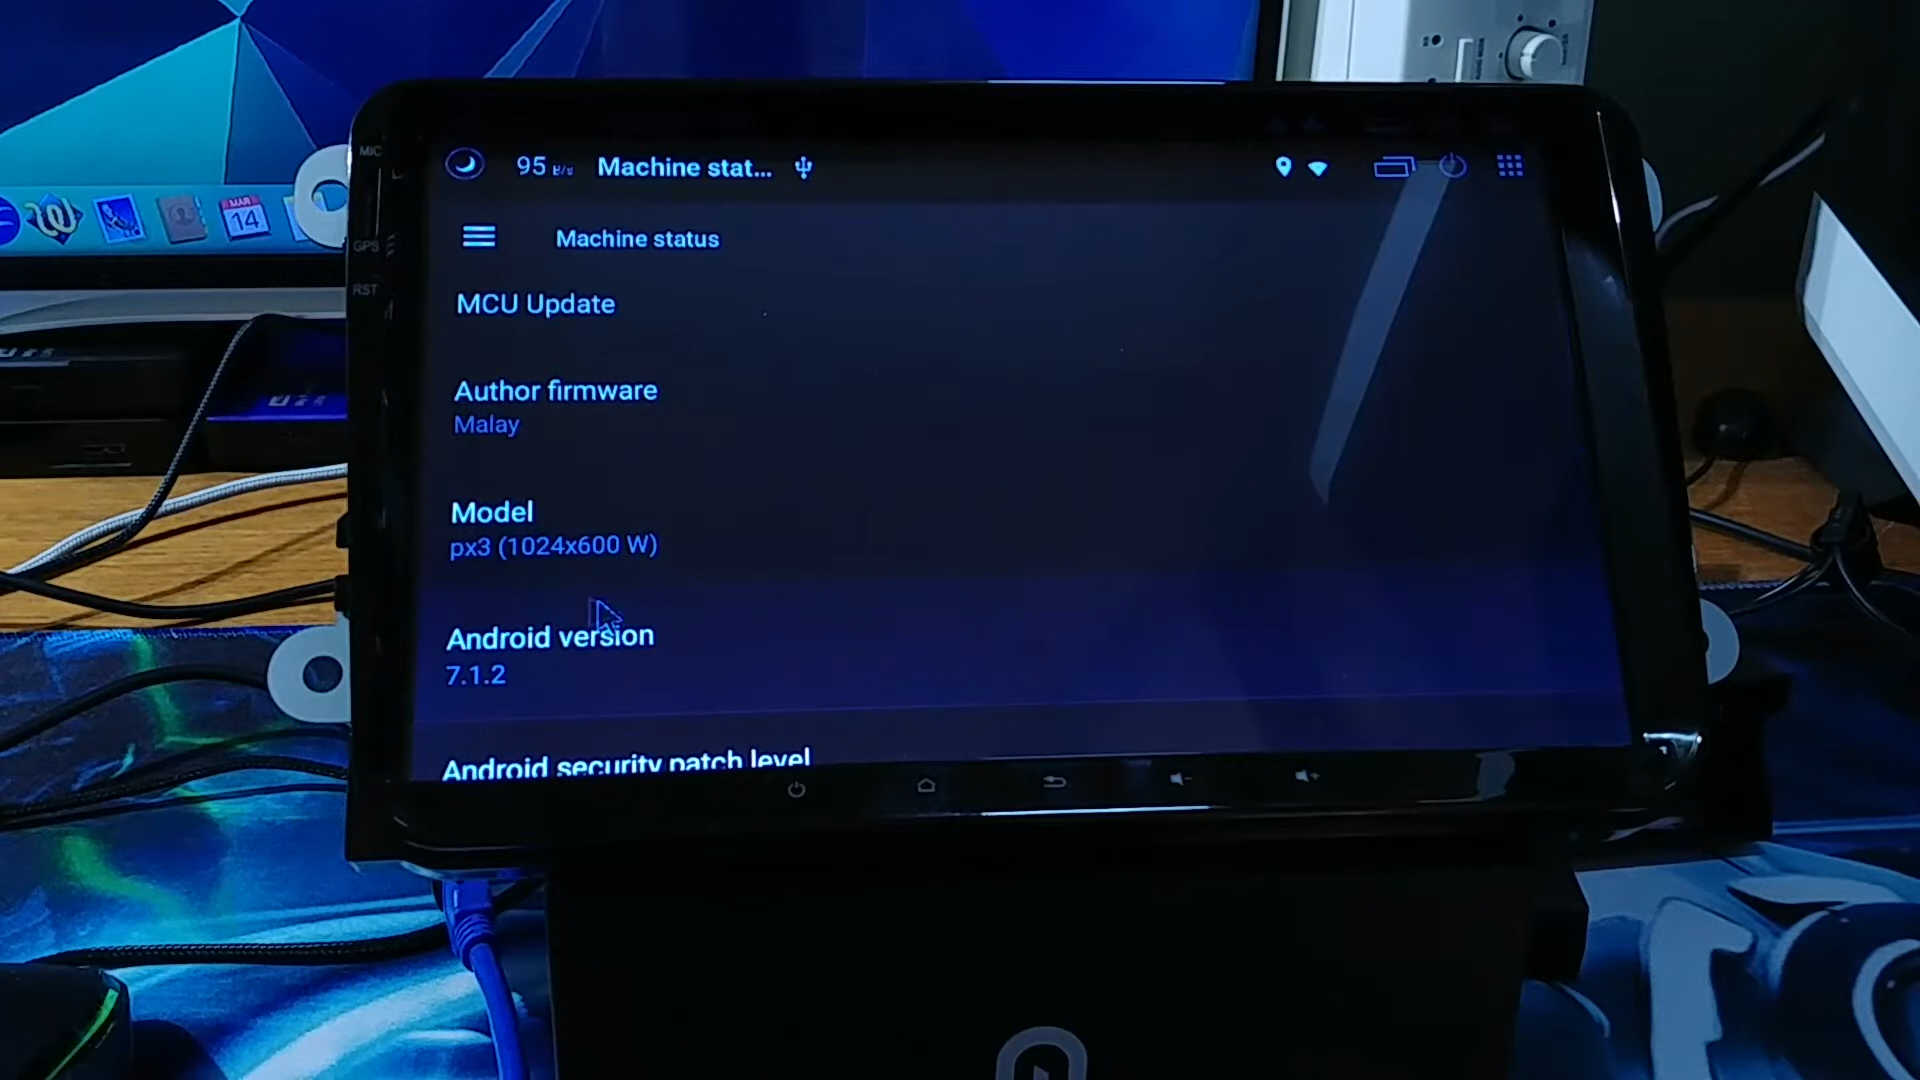 MAR
14
MIC
GPS
RST
95 B/s Machine stat...
Machine status
MCU Update
Author firmware
Malay
Model
px3 (1024x600 W)
Android version
7.1.2
Android security patch level